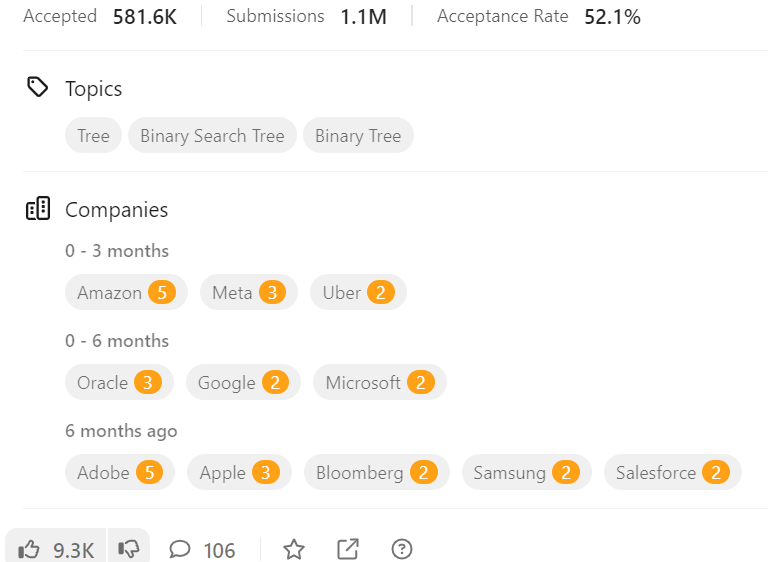 Accepted 581.6K Submissions 1.1M Acceptance Rate 52.1%
Topics
Tree Binary Search Tree Binary Tree
Companies
0 - 3 months
Amazon 5 Meta 3 Uber 2
0 - 6 months
Oracle 3 Google 2 Microsoft 2
6 months ago
Adobe 5 Apple 3 Bloomberg 2 Samsung 2 Salesforce 2
9.3K 106 ?